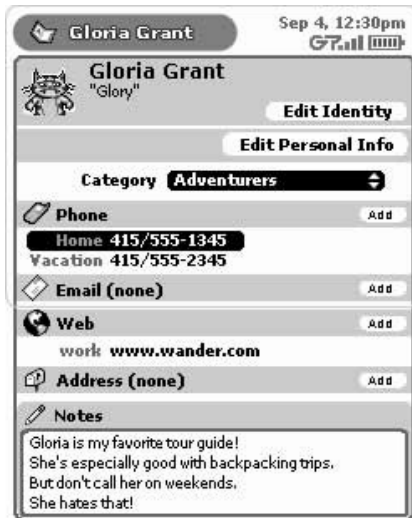 Gloria Grant
Sep 4, 12:30pm
Gloria Grant
"Glory"
Edit Identity
Edit Personal Info
Category Adventurers
Phone Add
Home 415/555-1345
Vacation 415/555-2345
Email (none) Add
Web Add
work www.wander.com
Address (none) Add
Notes
Gloria is my favorite tour guide!
She's especially good with backpacking trips.
But don't call her on weekends.
She hates that!